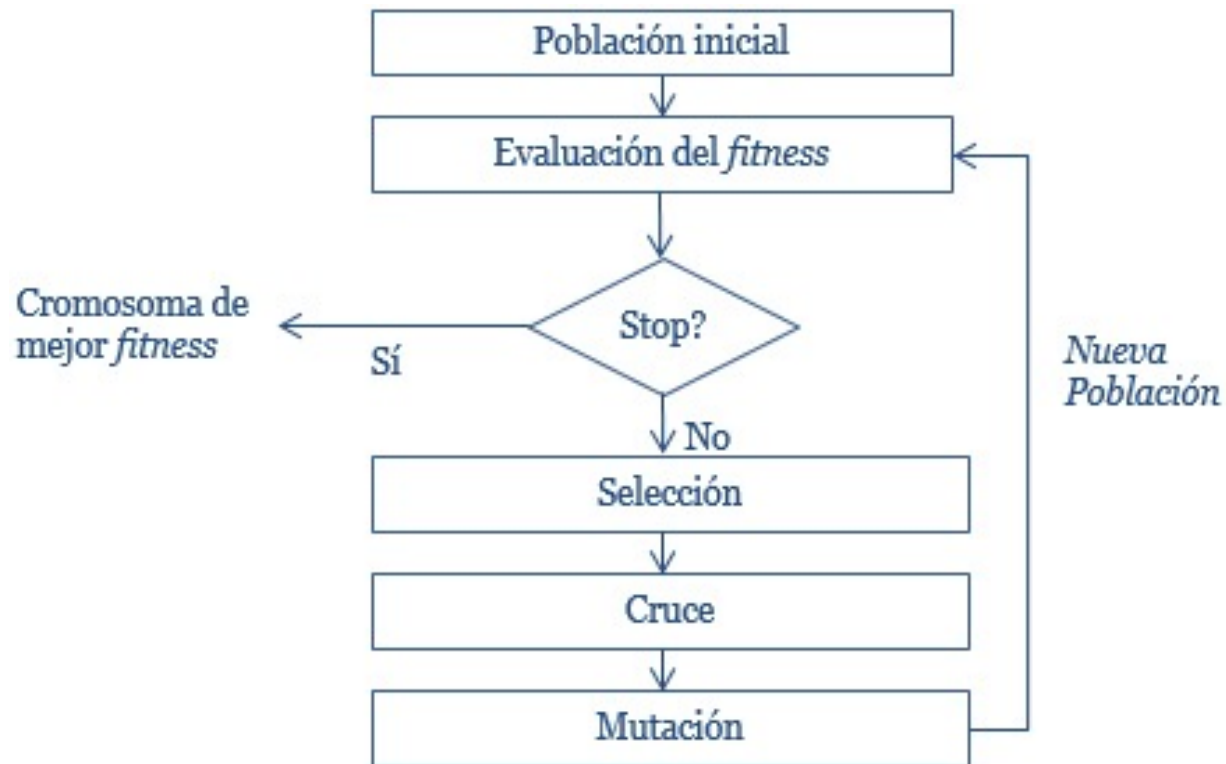 Población inicial
Evaluación del fitness
Stop?
Cromosoma de
mejor fitness
Sí
Nueva
Población
No
Selección
Cruce
Mutación